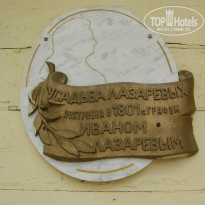 TOP HOTELS
УСАДЬБА ЛАЗАРЕВЫХ
ПОСТРОЕНА В 1801 Г. ГРАФОМ
ИВАНОМ
ЛАЗАРЕВЫМ